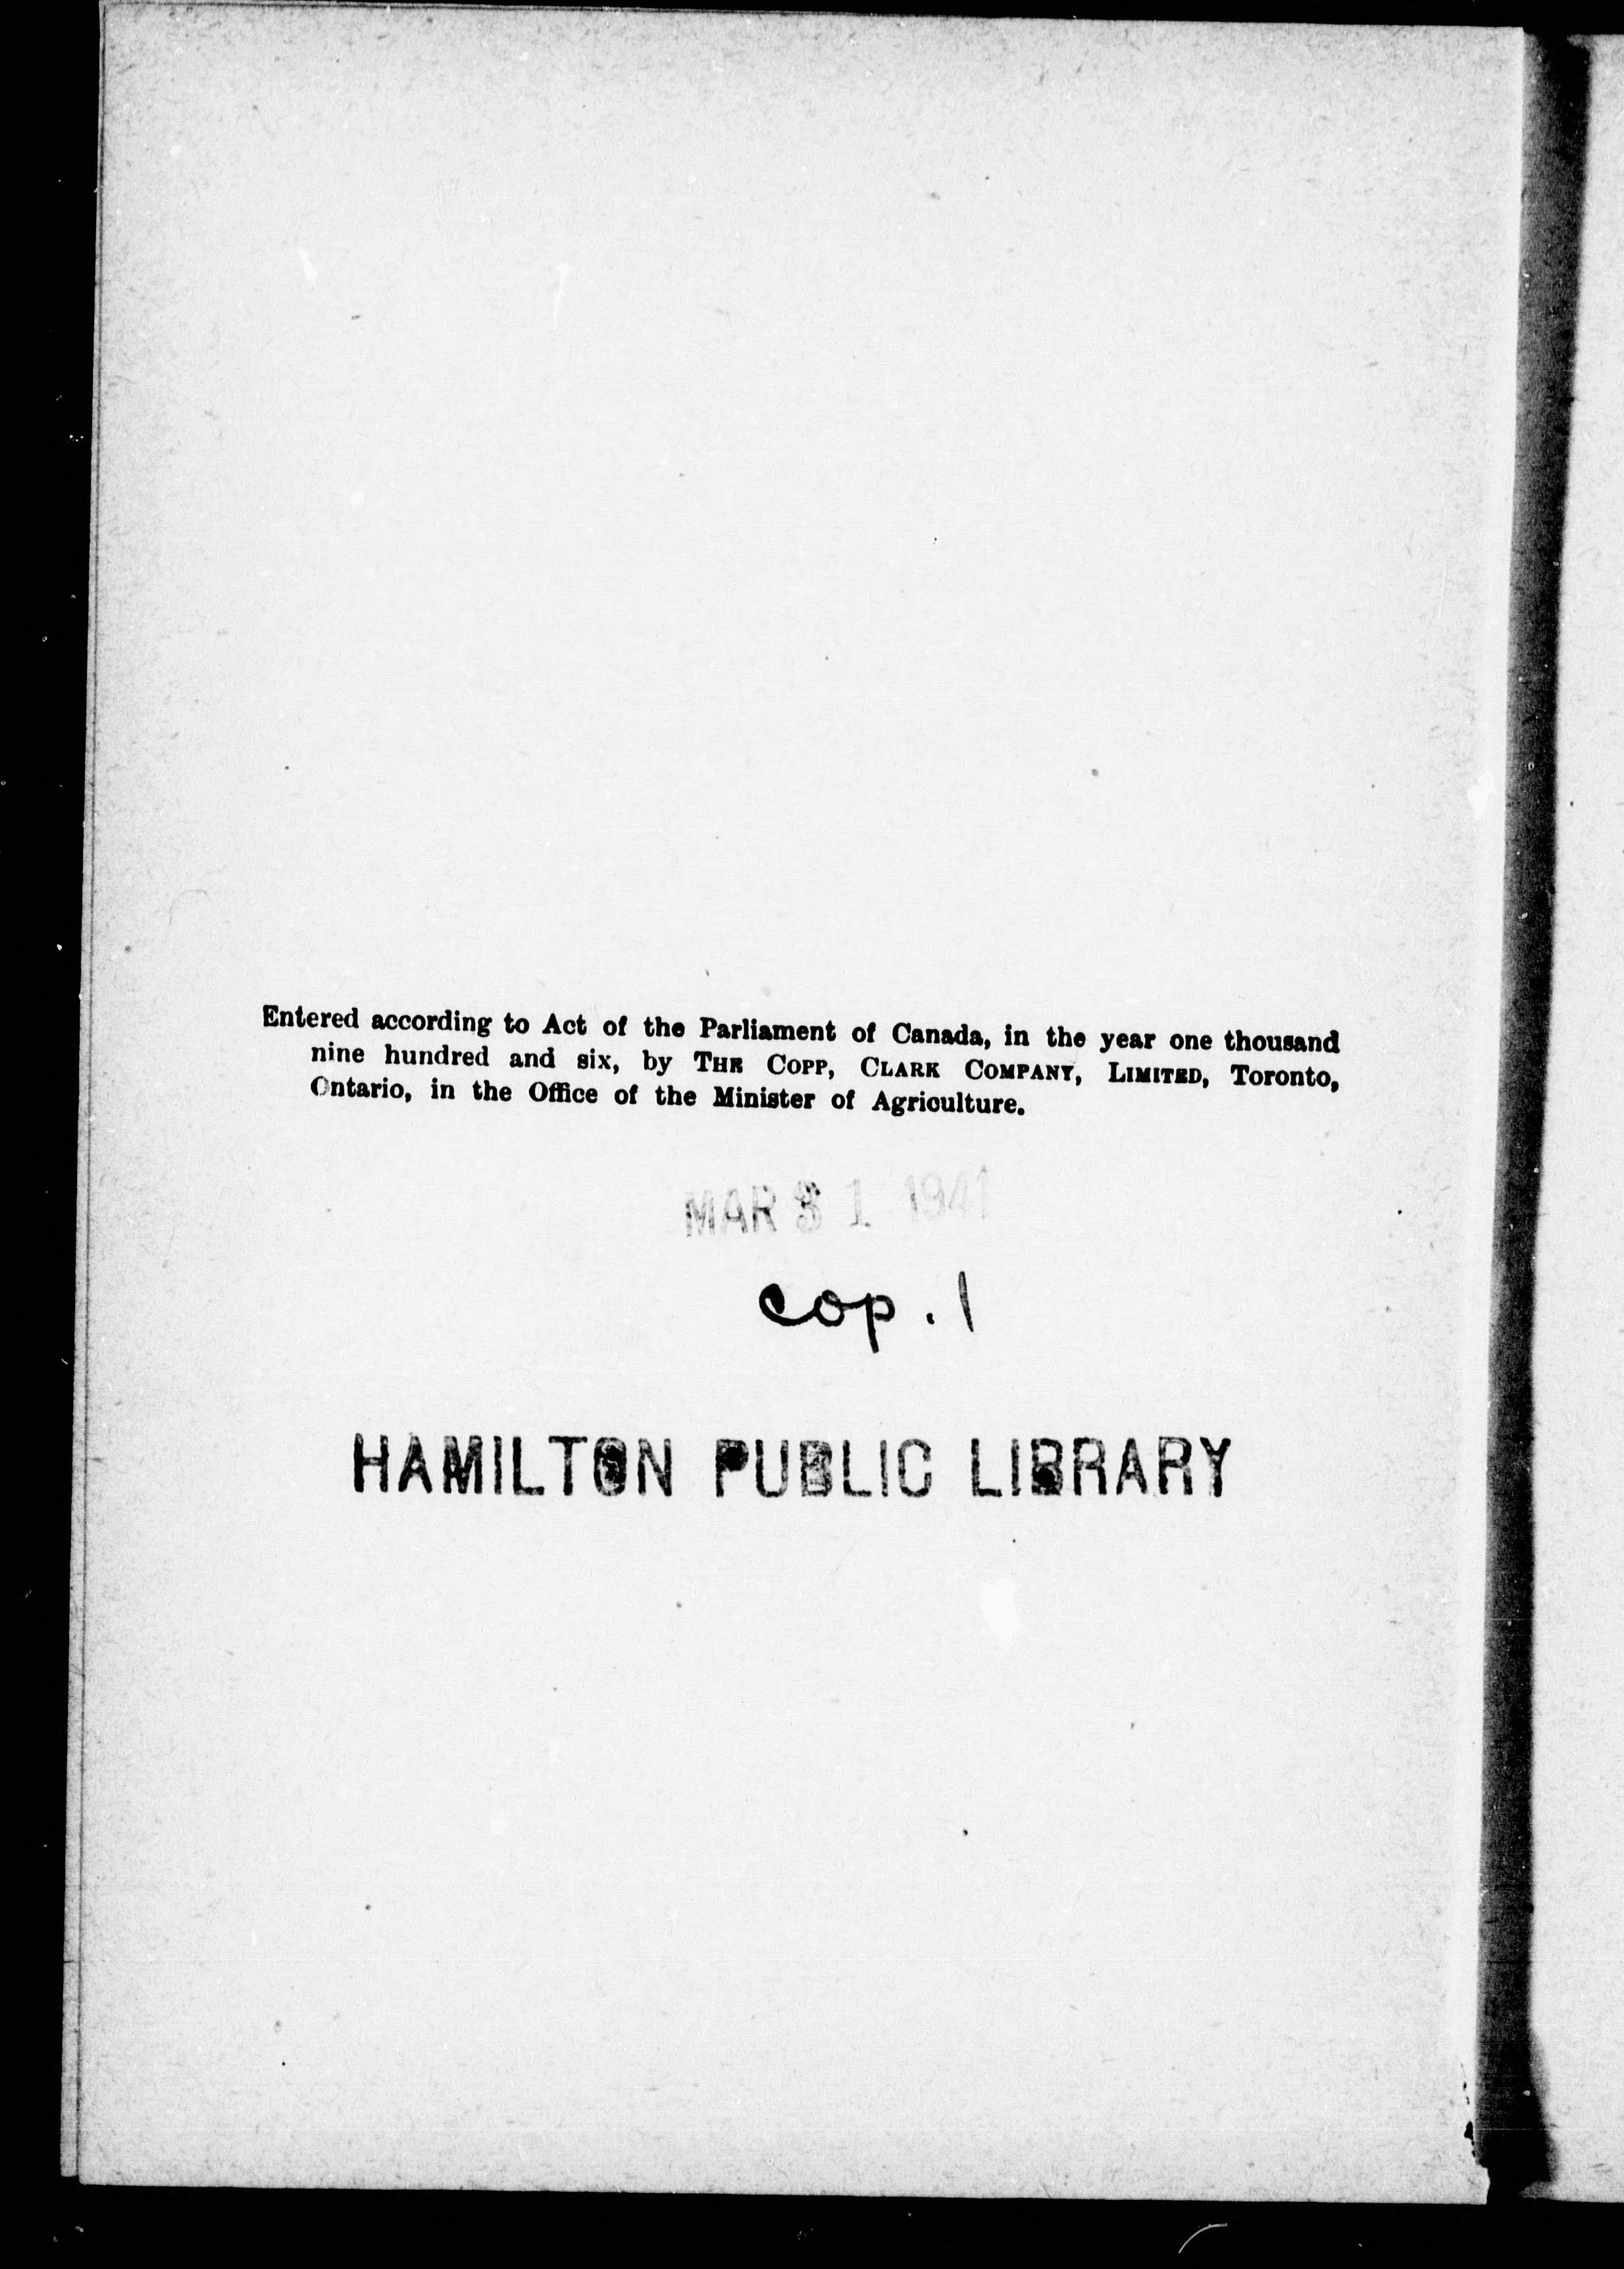 Entered according to Act of the Parliament of Canada, in the year one thousand
nine hundred and six, by THE COPP, CLARK COMPANY, LIMITED, Toronto,
Ontario, in the Office of the Minister of Agriculture.
MAR 31 1941
cop. 1
HAMILTON PUBLIC LIBRARY